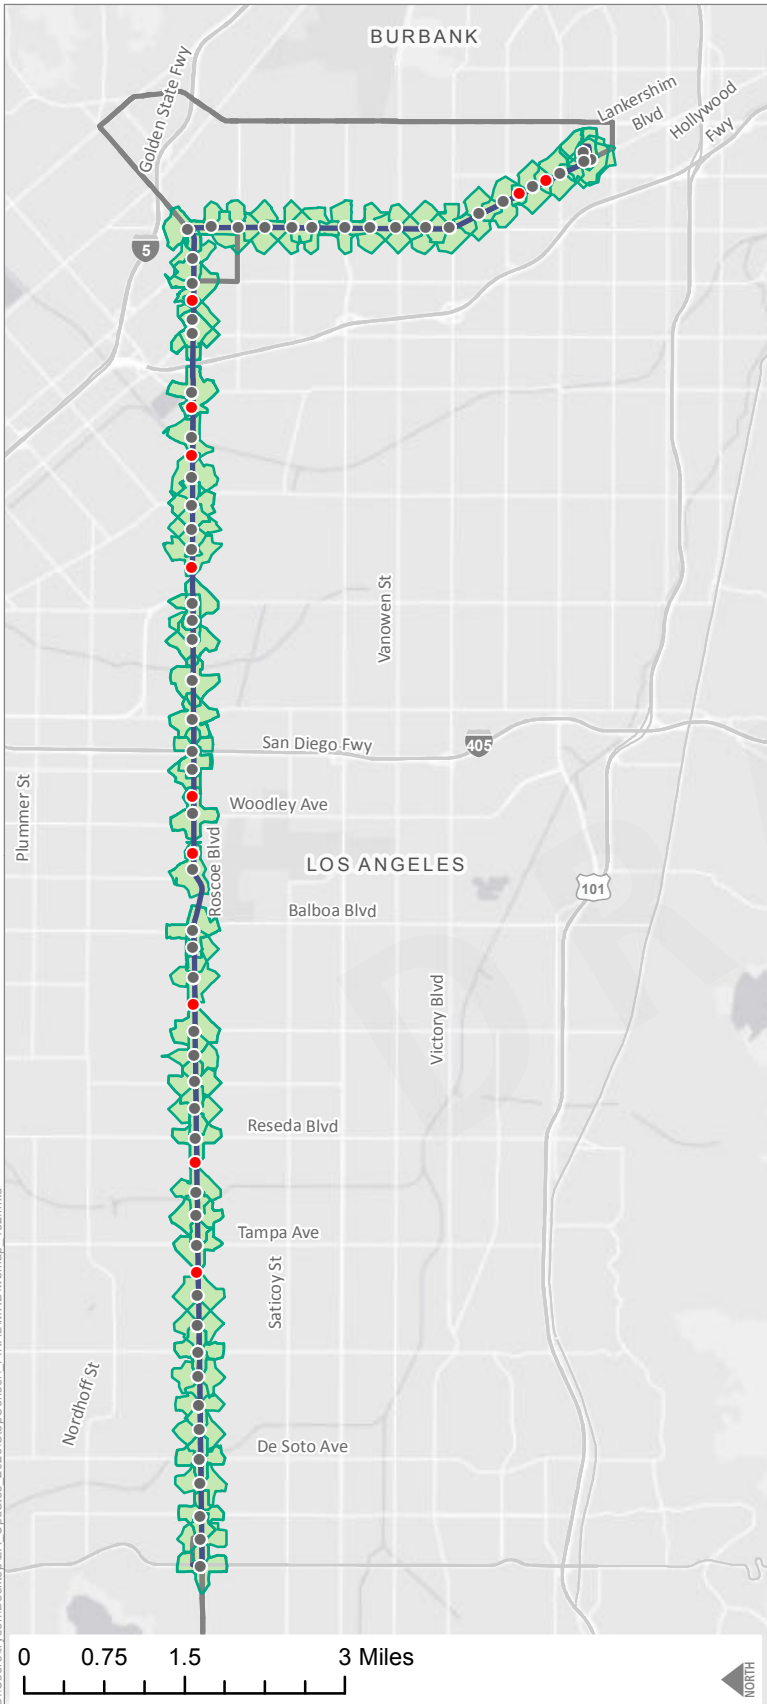 BURBANK
Golden State Fwy
Lankershim
Blvd
Hollywood
Fwy
5
Vanowen St
San Diego Fwy
405
Plummer St
Woodley Ave
Roscoe Blvd
LOS ANGELES
101
Balboa Blvd
Victory Blvd
Reseda Blvd
Tampa Ave
Saticoy St
Nordhoff St
De Soto Ave
0 0.75 1.5 3 Miles
NORTH